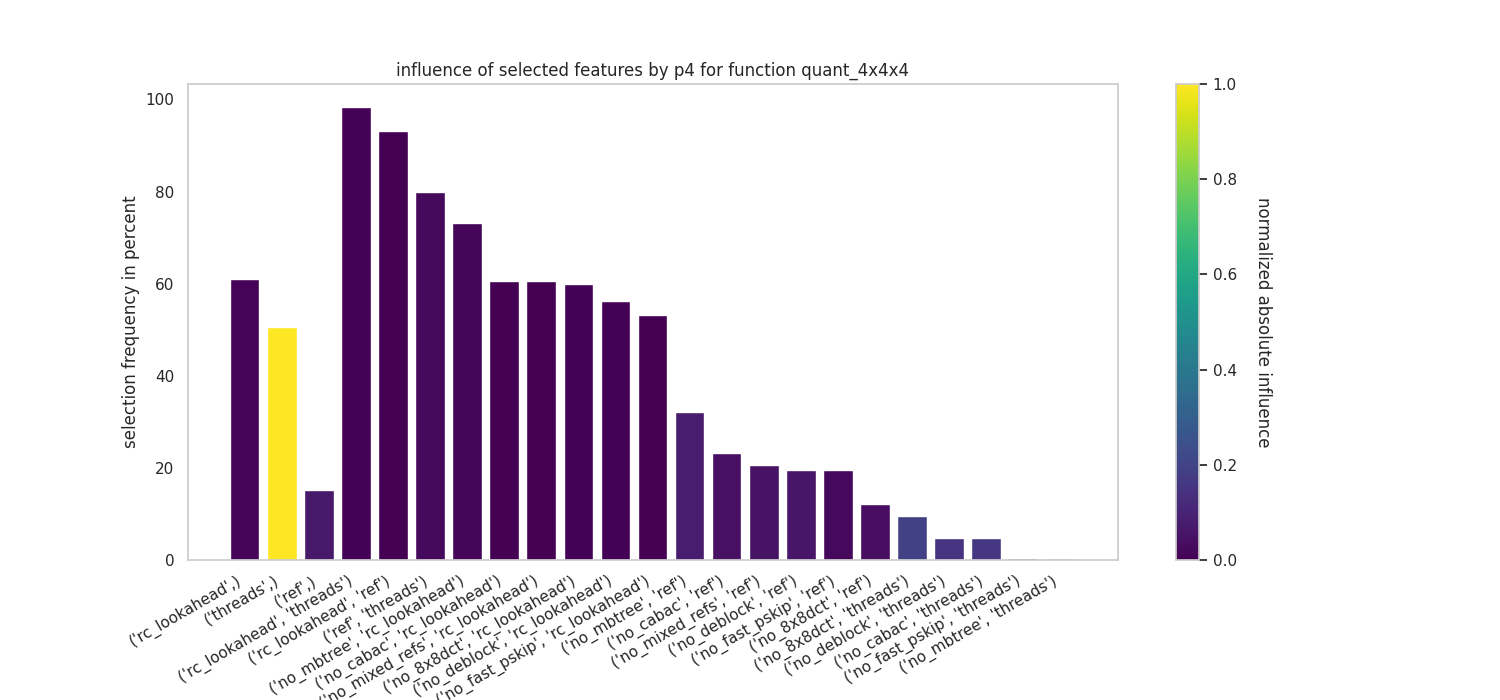 influence of selected features by p4 for function quant_4x4x4
selection frequency in percent
100
80
60
40
20
0
('rc_lookahead',)
('threads',)
('ref',)
('rc_lookahead', 'threads')
('rc_lookahead', 'ref')
('ref', 'threads')
('no_mbtree', 'rc_lookahead')
('no_cabac', 'rc_lookahead')
'no_mixed_refs', 'rc_lookahead')
('no_8x8dct', 'rc_lookahead')
('no_deblock', 'rc_lookahead')
('no_fast_pskip', 'rc_lookahead')
('no_mbtree', 'ref')
('no_cabac', 'ref')
('no_mixed_refs', 'ref')
('no_deblock', 'ref')
('no_fast_pskip', 'ref')
('no_8x8dct', 'ref')
('no_8x8dct', 'threads')
('no_deblock', 'threads')
('no_cabac', 'threads')
('no_fast_pskip', 'threads')
('no_mbtree', 'threads')
1.0
0.8
0.6
0.4
0.2
0.0
normalized absolute influence